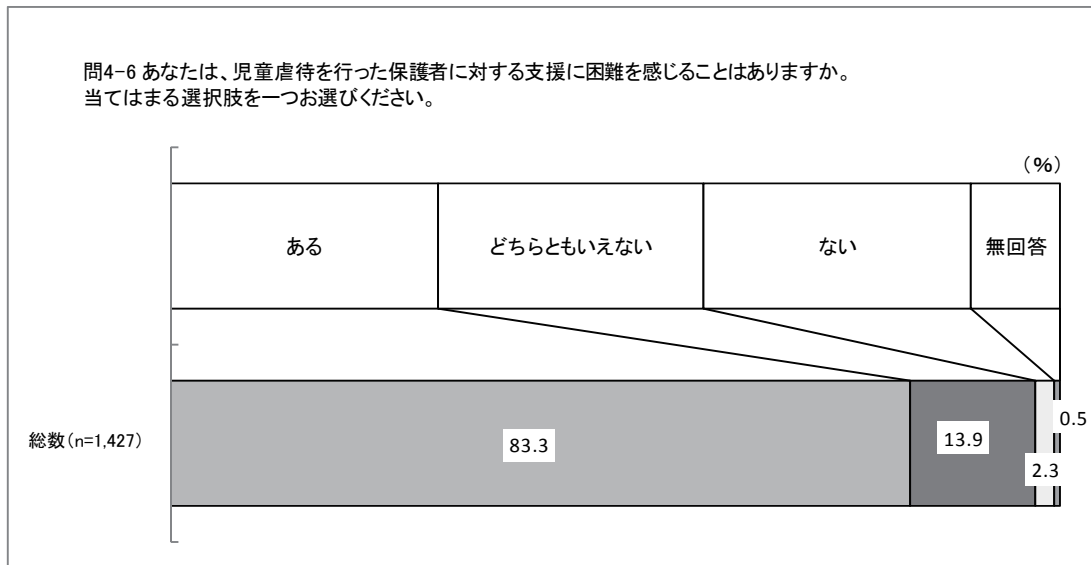 問4-6 あなたは、児童虐待を行った保護者に対する支援に困難を感じることはありますか。
当てはまる選択肢を一つお選びください。
（%）
ある
どちらともいえない
ない
無回答
総数(n=1,427)
83.3
13.9
2.3
0.5